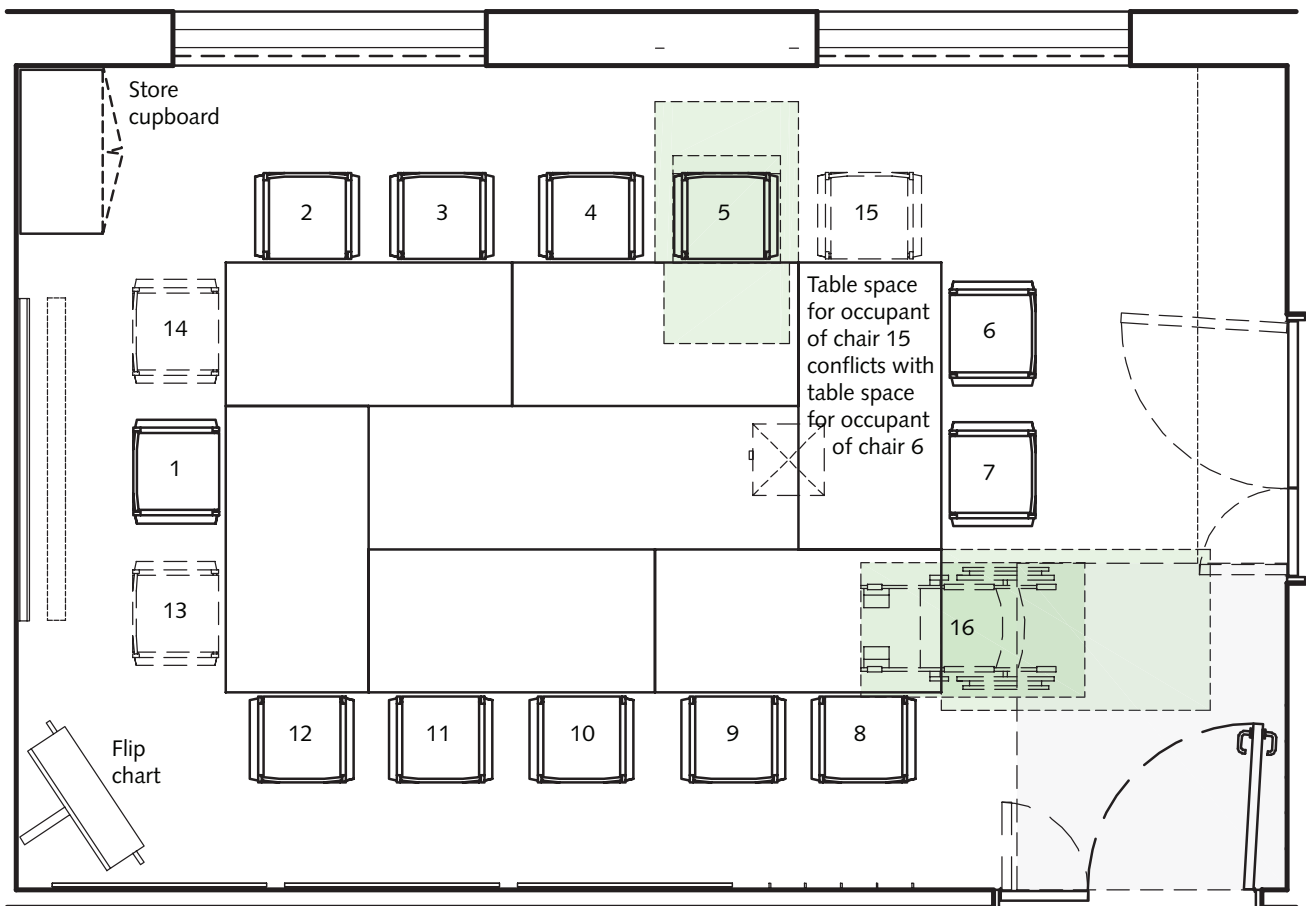 Store
cupboard
2
3
4
5
15
14
Table space
for occupant
of chair 15
conflicts with
table space
for occupant
of chair 6
6
1
7
13
16
12
11
10
9
8
Flip
chart